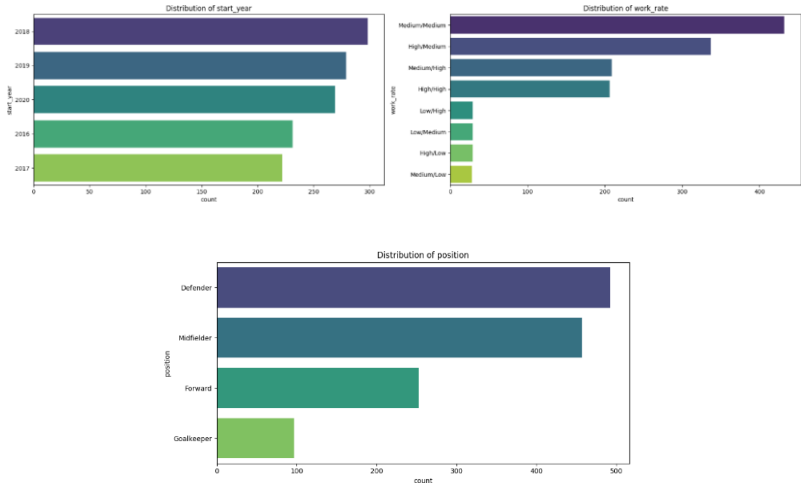 Distribution of start_year
2018
2019
2020
2016
2017
start_year
0 50 100 150 200 250 300
count
Distribution of work_rate
Medium/Medium
High/Medium
Medium/High
High/High
Low/High
Low/Medium
High/Low
Medium/Low
work_rate
0 100 200 300 400
count
Distribution of position
Defender
Midfielder
Forward
Goalkeeper
position
0 100 200 300 400 500
count